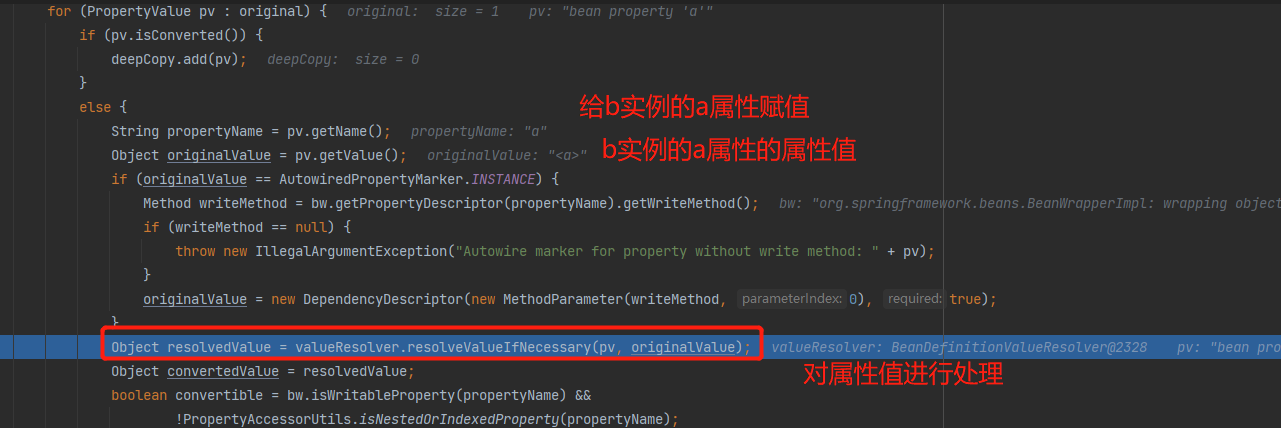 for (PropertyValue pv : original) {  original:  size = 1    pv: "bean property 'a'"
if (pv.isConverted()) {
deepCopy.add(pv);  deepCopy:  size = 0
}
else {
给b实例的a属性赋值
String propertyName = pv.getName();  propertyName: "a"
Object originalValue = pv.getValue();  originalValue: "<a>"  b实例的a属性的属性值
if (originalValue == AutowiredPropertyMarker.INSTANCE) {
Method writeMethod = bw.getPropertyDescriptor(propertyName).getWriteMethod();  bw: "org.springframework.beans.BeanWrapperImpl: wrapping object
if (writeMethod == null) {
throw new IllegalArgumentException("Autowire marker for property without write method: " + pv);
}
originalValue = new DependencyDescriptor(new MethodParameter(writeMethod, parameterIndex: 0), required: true);
}
Object resolvedValue = valueResolver.resolveValueIfNecessary(pv, originalValue);  valueResolver: BeanDefinitionValueResolver@2328    pv: "bean pro
Object convertedValue = resolvedValue;  对属性值进行处理
boolean convertible = bw.isWritableProperty(propertyName) &&
!PropertyAccessorUtils.isNestedOrIndexedProperty(propertyName);